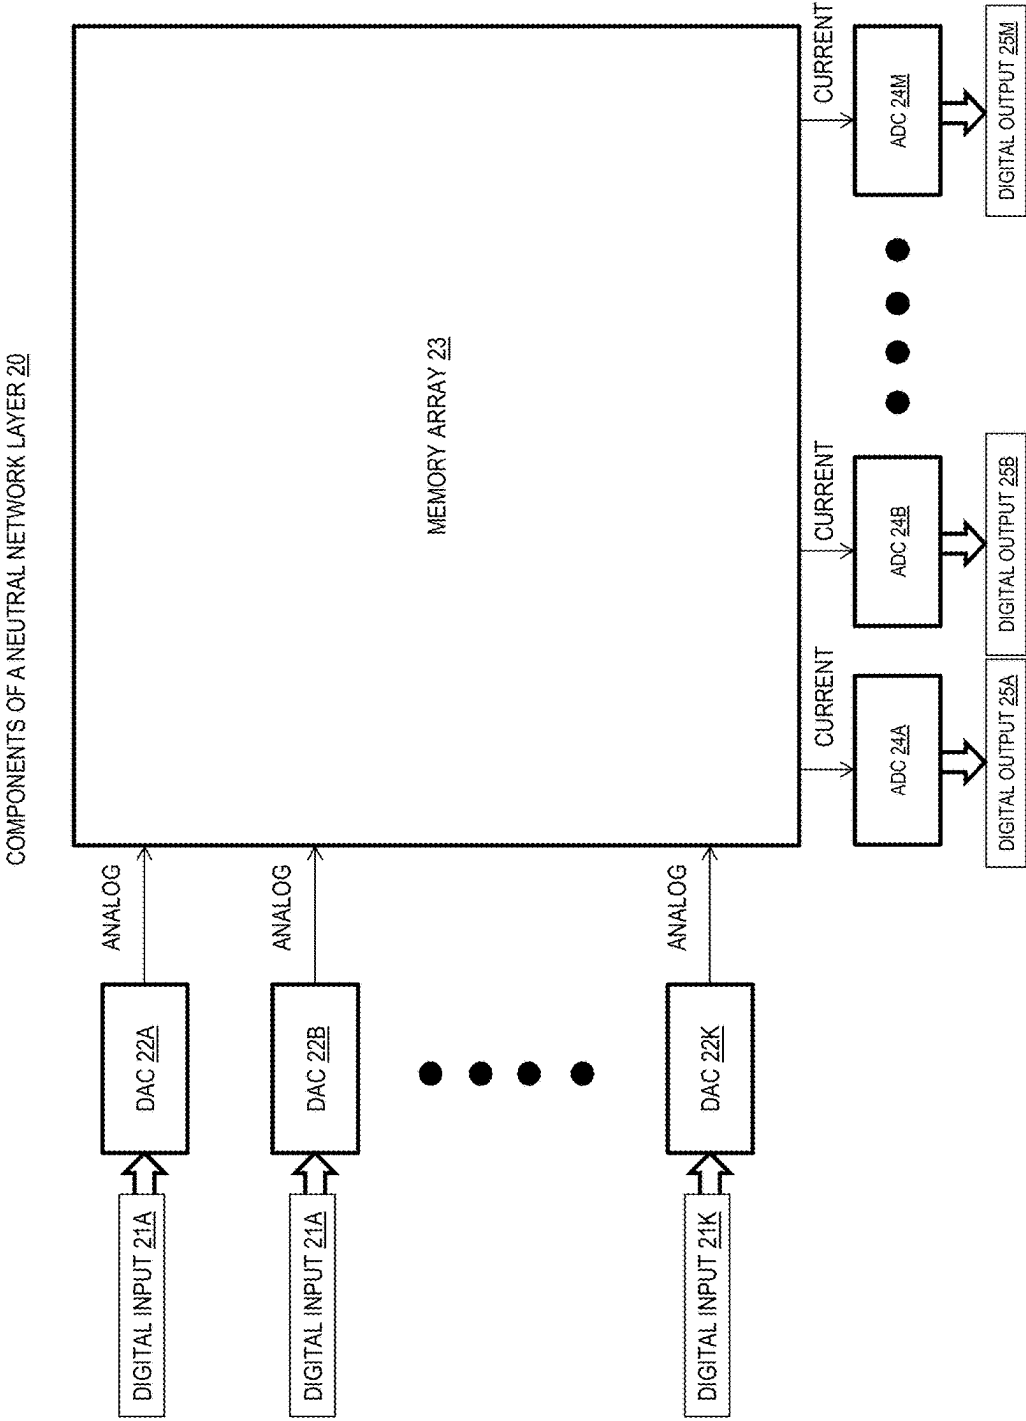 COMPONENTS OF A NEUTRAL NETWORK LAYER 20
DIGITAL INPUT 21A
DAC 22A
ANALOG
DIGITAL INPUT 21A
DAC 22B
ANALOG
DIGITAL INPUT 21K
DAC 22K
ANALOG
MEMORY ARRAY 23
CURRENT
CURRENT
CURRENT
ADC 24A
ADC 24B
ADC 24M
DIGITAL OUTPUT 25A
DIGITAL OUTPUT 25B
DIGITAL OUTPUT 25M